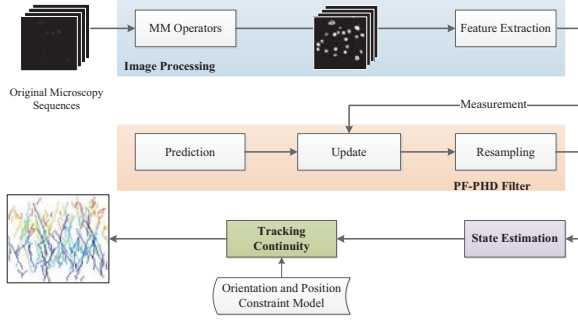 MM Operators
Feature Extraction
Image Processing
Original Microscopy
Sequences
Measurement
Prediction
Update
Resampling
PF-PHD Filter
Tracking
Continuity
State Estimation
Orientation and Position
Constraint Model